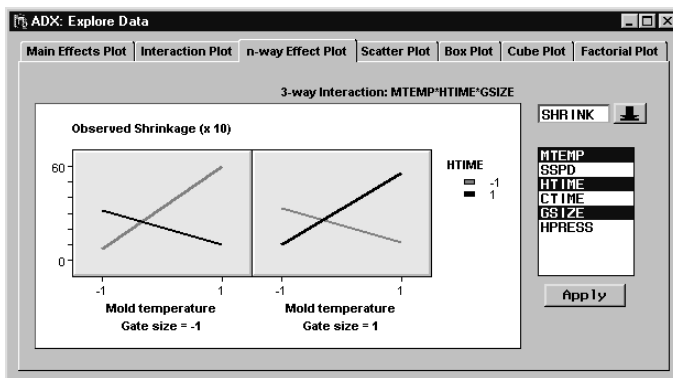 ADX: Explore Data
Main Effects Plot Interaction Plot n-way Effect Plot Scatter Plot Box Plot Cube Plot Factorial Plot
3-way Interaction: MTEMP*HTIME*GSIZE
SHRINK
Observed Shrinkage (x 10)
60
0
-1 1
Mold temperature
Gate size = -1
-1 1
Mold temperature
Gate size = 1
HTIME
-1
1
MTEMP
SSPD
HTIME
CTIME
GSIZE
HPRESS
Apply